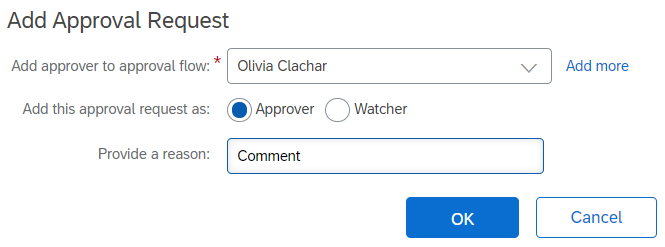 Add Approval Request
Add approver to approval flow: * Olivia Clachar Add more
Add this approval request as: Approver Watcher
Provide a reason: Comment
OK Cancel